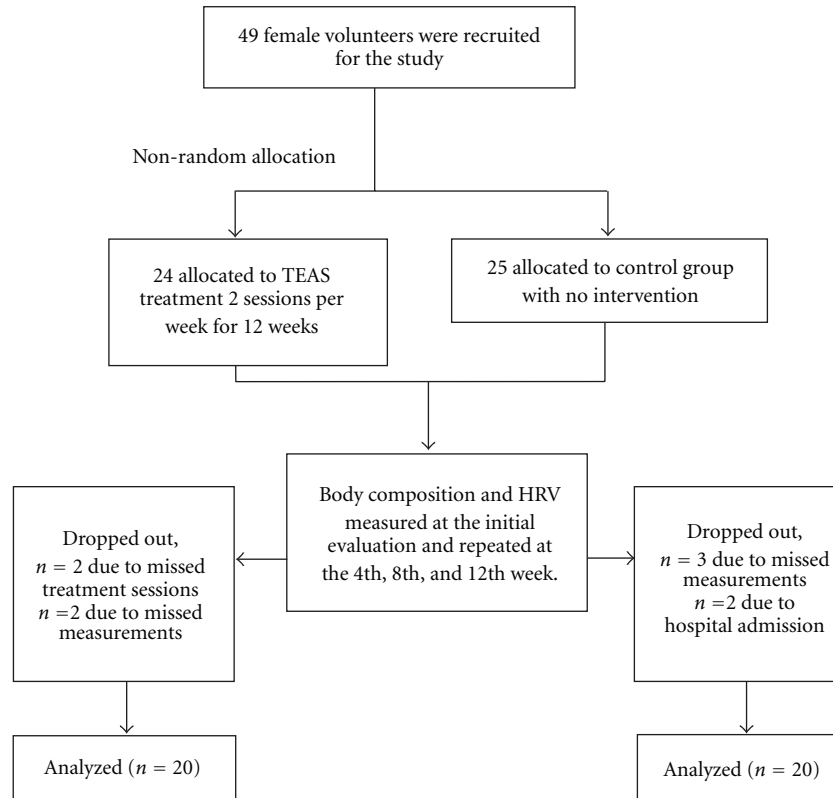 49 female volunteers were recruited
for the study
Non-random allocation
24 allocated to TEAS
treatment 2 sessions per
week for 12 weeks
25 allocated to control group
with no intervention
Body composition and HRV
measured at the initial
evaluation and repeated at
the 4th, 8th, and 12th week.
Dropped out,
n = 2 due to missed
treatment sessions
n =2 due to missed
measurements
Dropped out,
n = 3 due to missed
measurements
n =2 due to
hospital admission
Analyzed (n = 20)
Analyzed (n = 20)